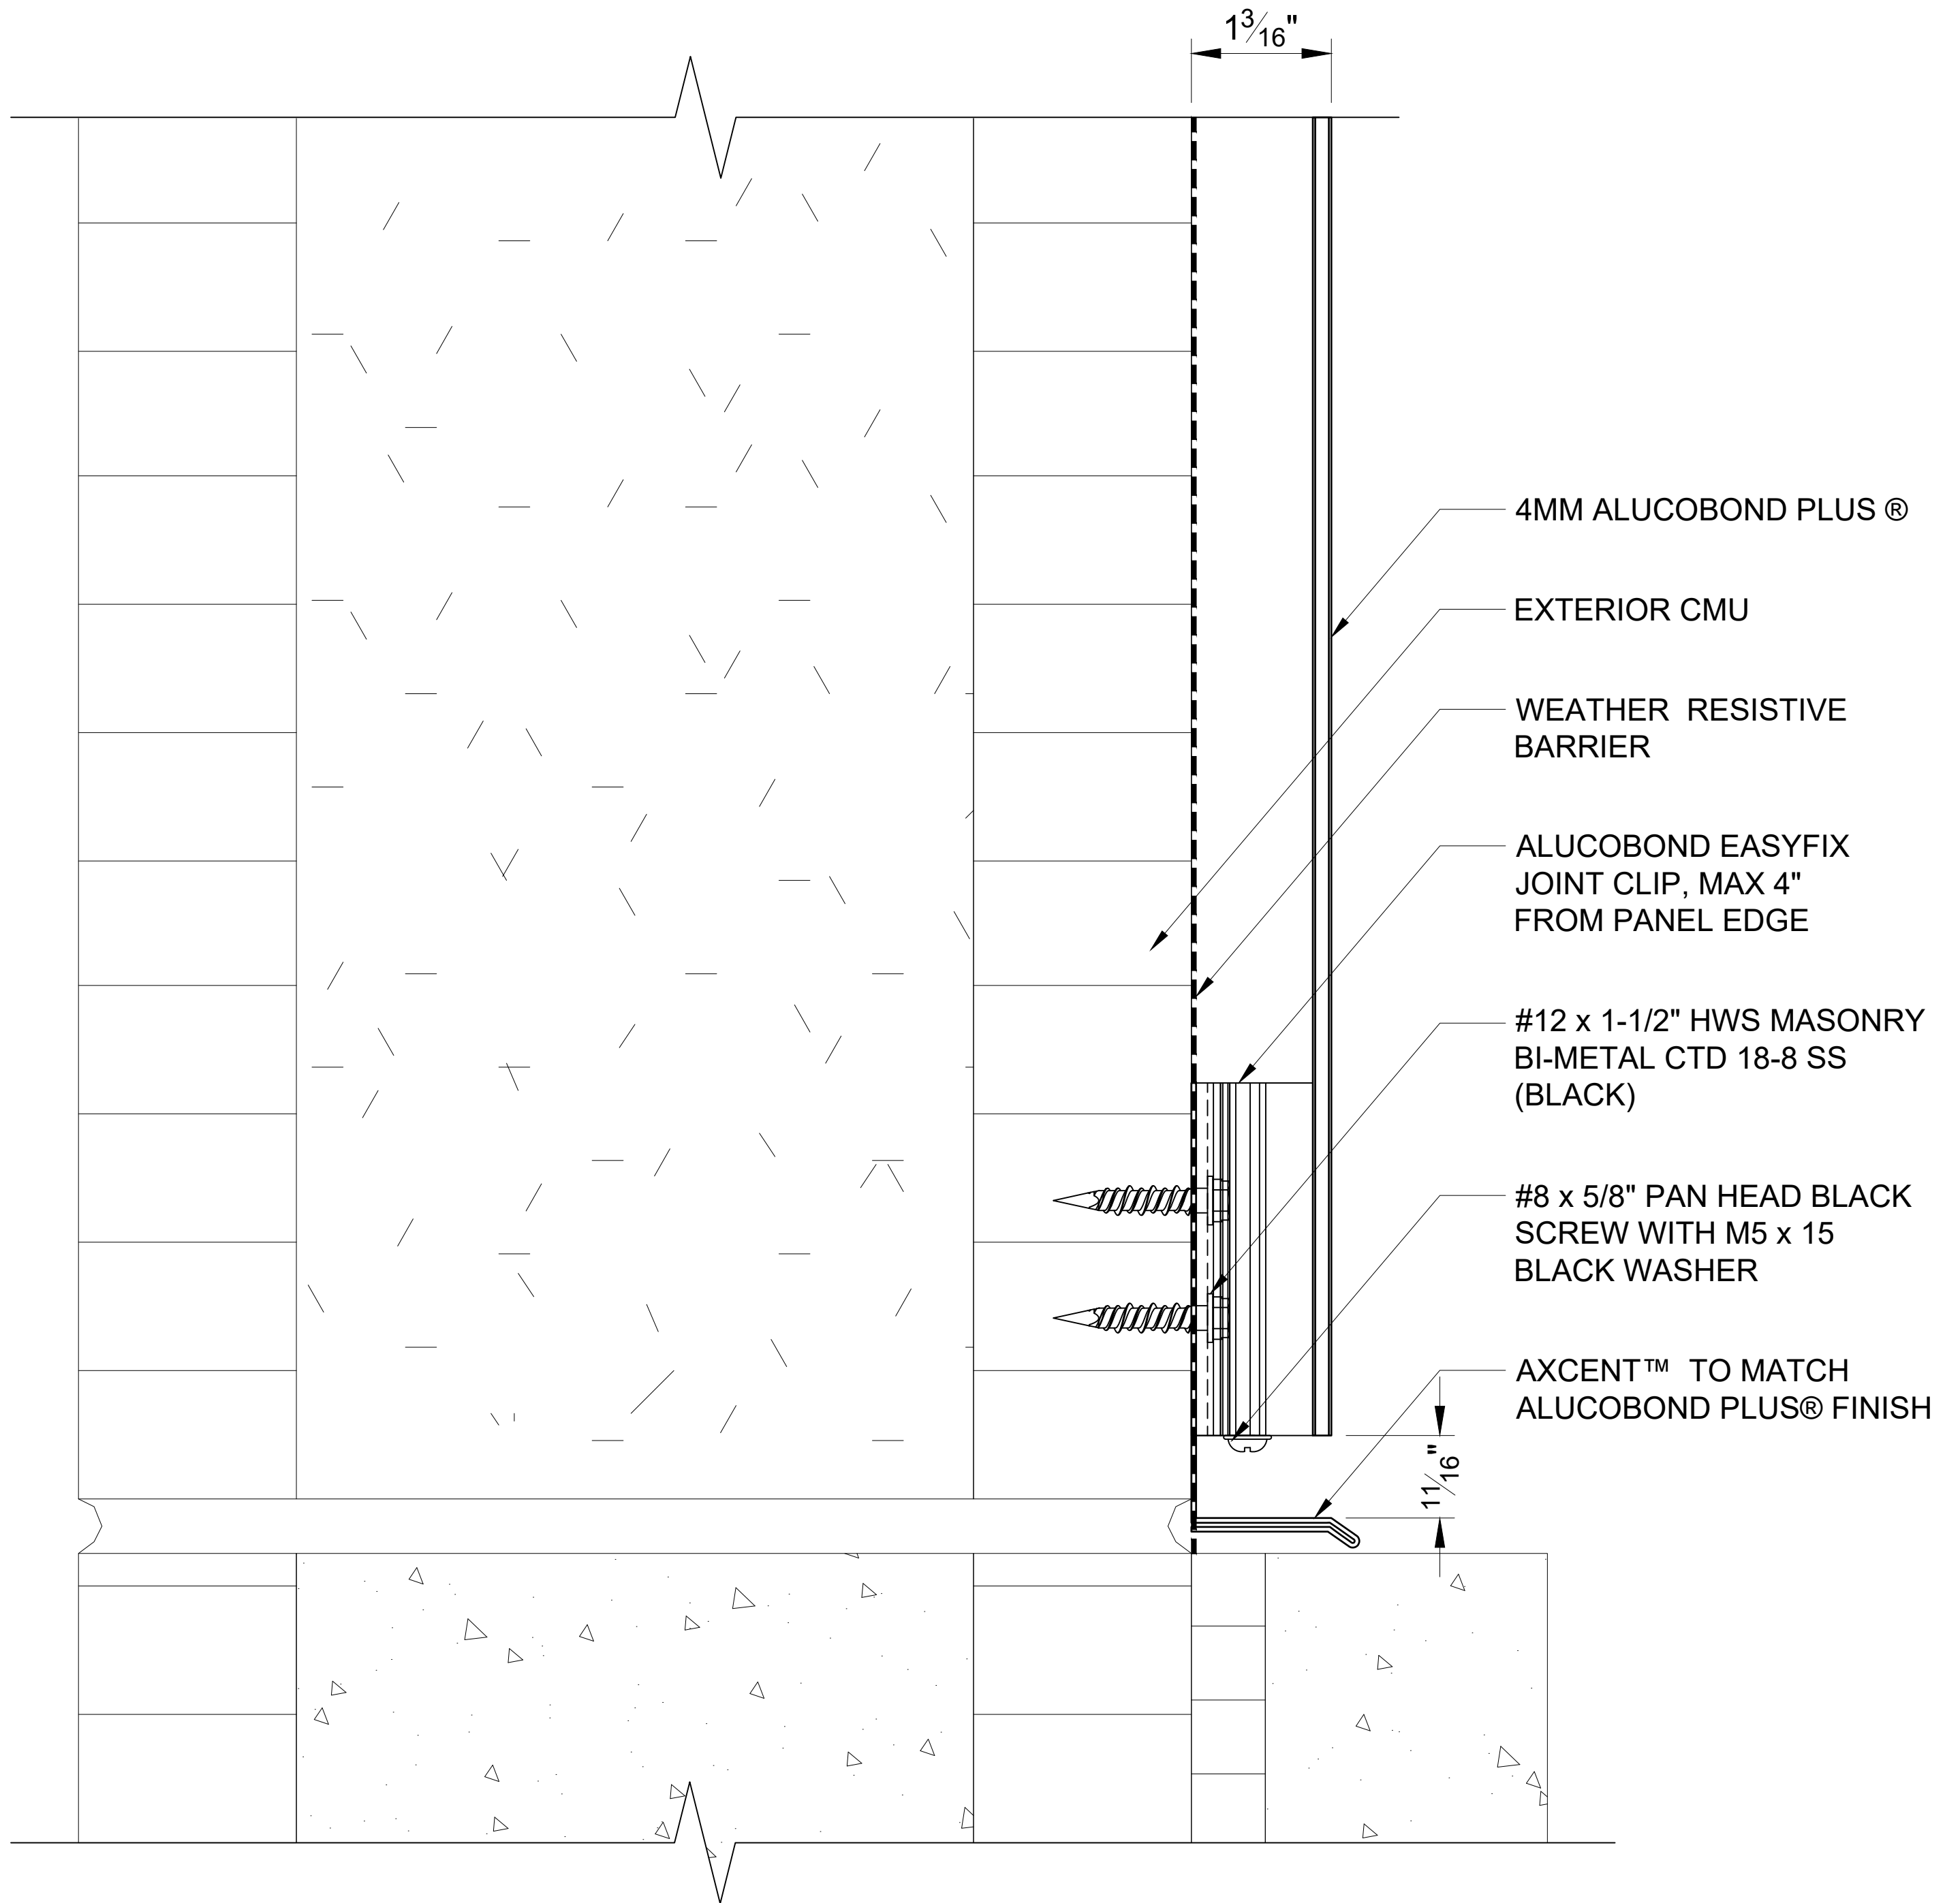 1 3/16"
4MM ALUCOBOND PLUS ®
EXTERIOR CMU
WEATHER RESISTIVE
BARRIER
ALUCOBOND EASYFIX
JOINT CLIP, MAX 4"
FROM PANEL EDGE
#12 x 1-1/2" HWS MASONRY
BI-METAL CTD 18-8 SS
(BLACK)
#8 x 5/8" PAN HEAD BLACK
SCREW WITH M5 x 15
BLACK WASHER
AXCENT™ TO MATCH
ALUCOBOND PLUS® FINISH
11/16"